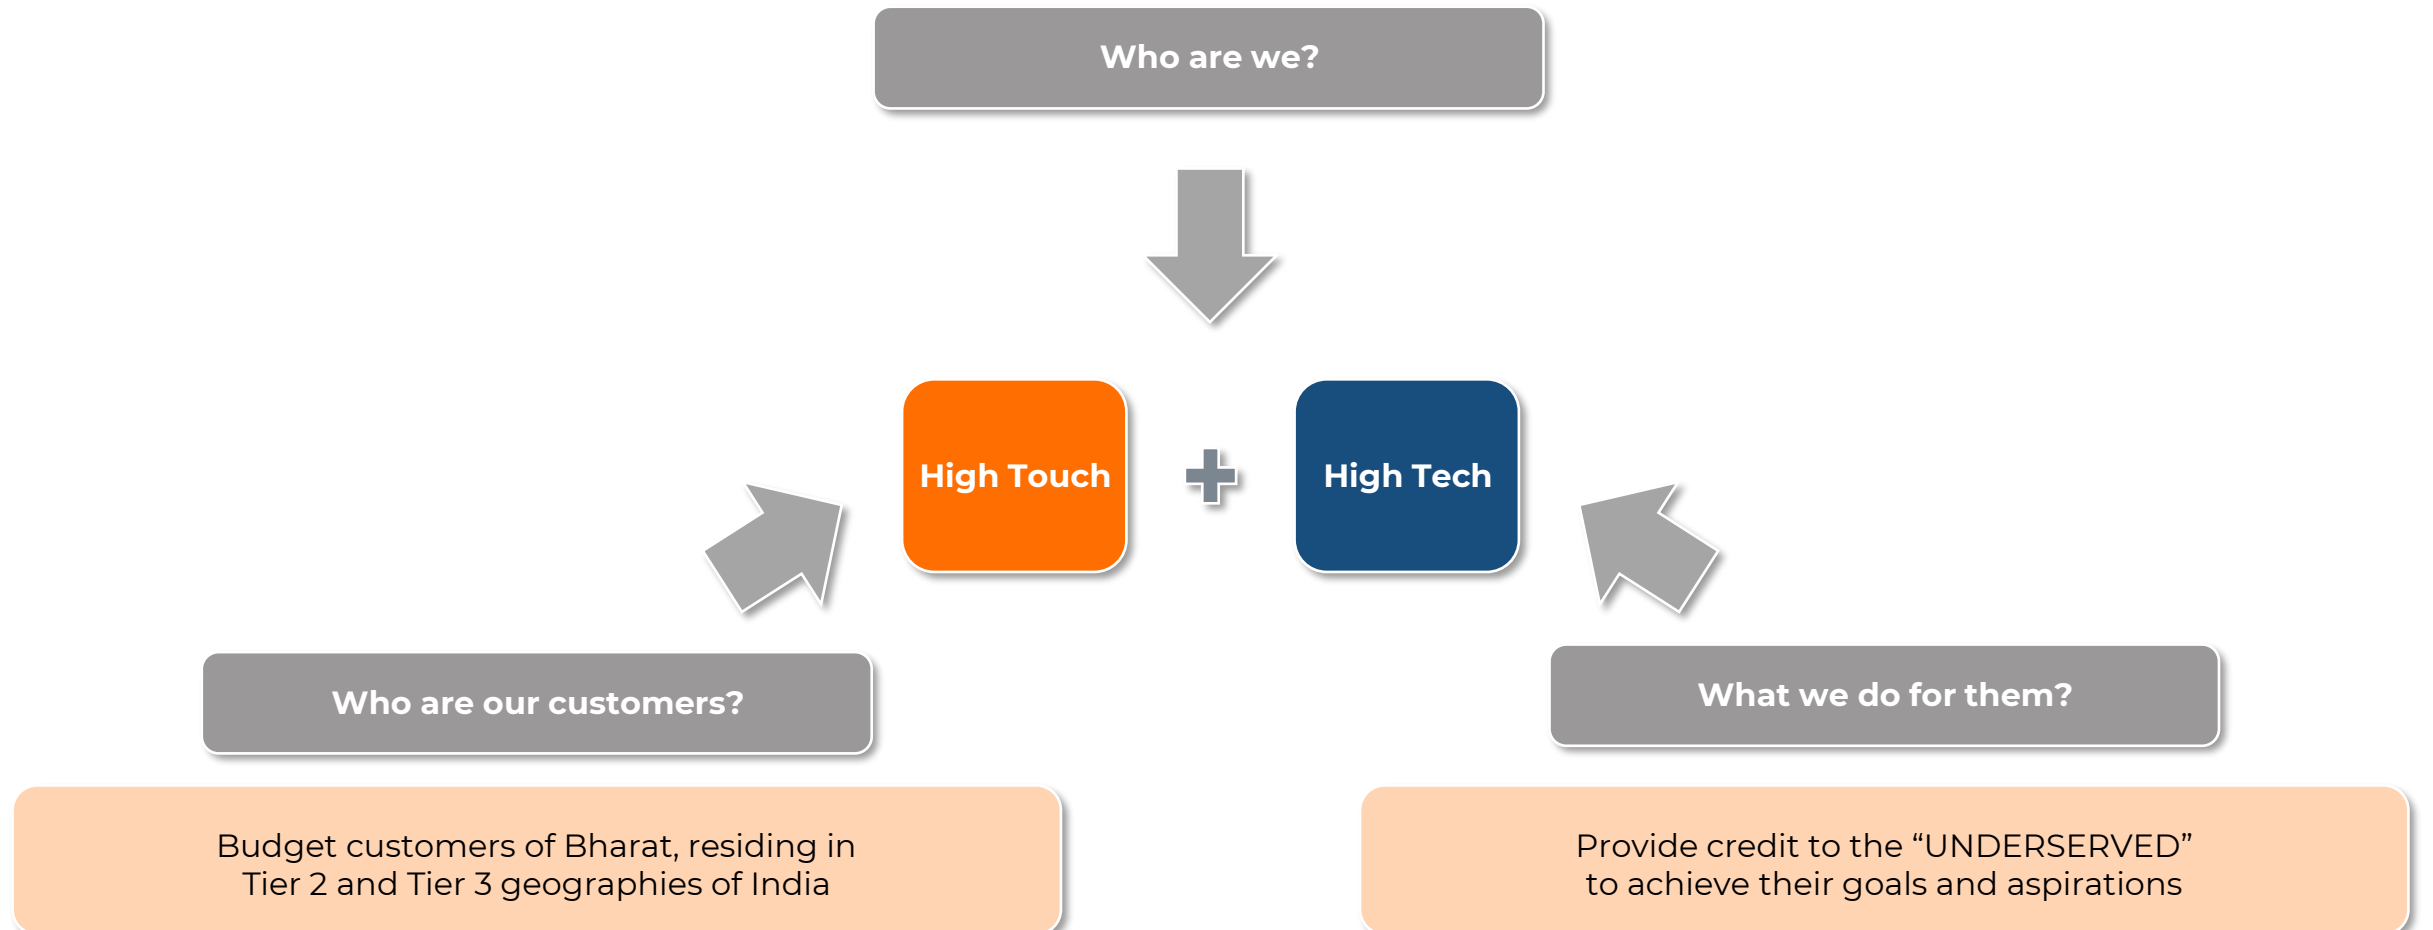 Who are we?
High Touch
High Tech
Who are our customers?
What we do for them?
Budget customers of Bharat, residing in
Tier 2 and Tier 3 geographies of India
Provide credit to the “UNDERSERVED”
to achieve their goals and aspirations